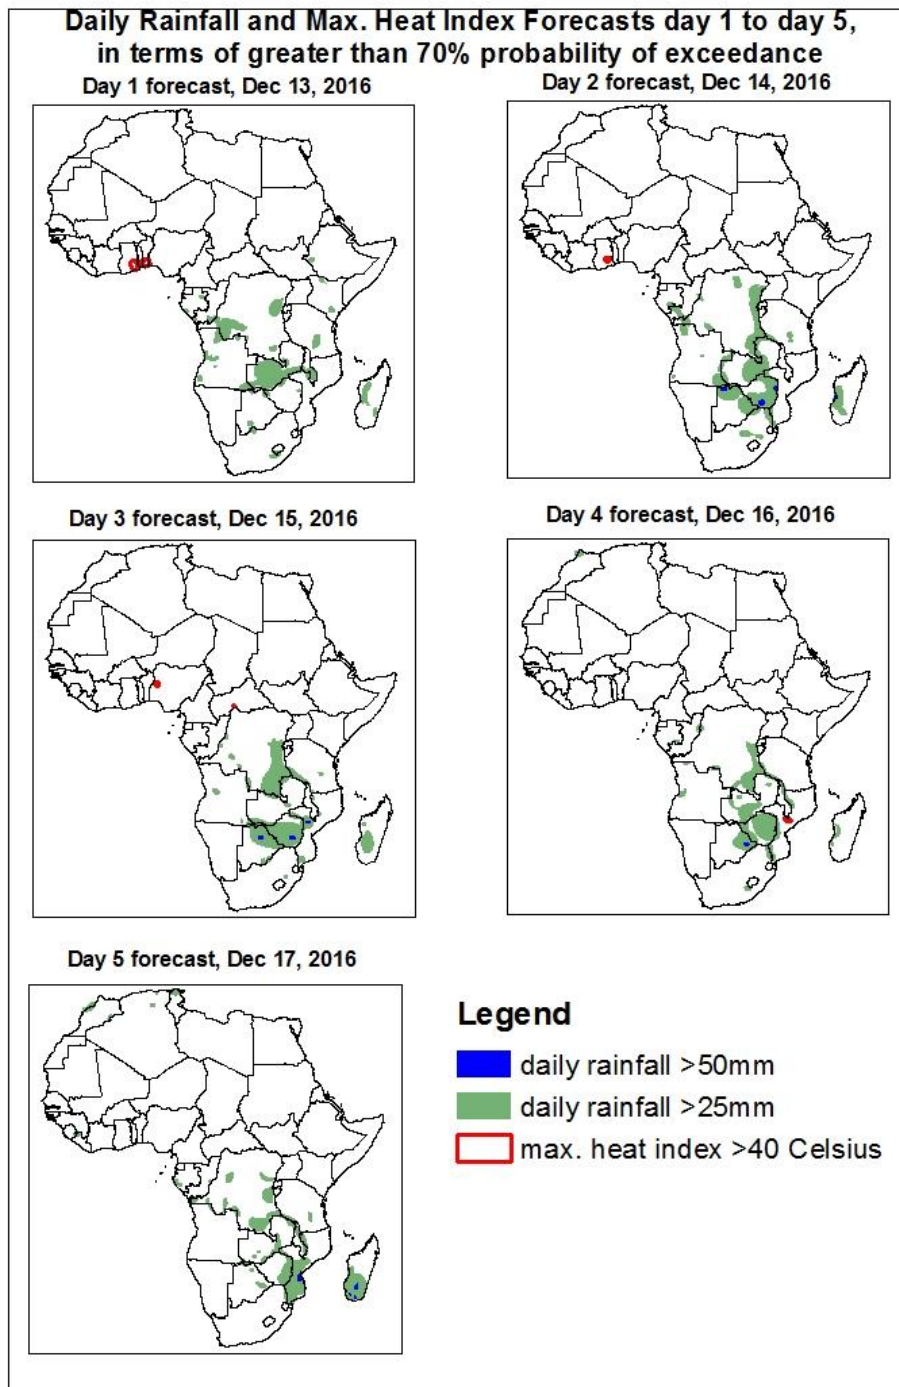 Daily Rainfall and Max. Heat Index Forecasts day 1 to day 5,
in terms of greater than 70% probability of exceedance
Day 1 forecast, Dec 13, 2016
Day 2 forecast, Dec 14, 2016
Day 3 forecast, Dec 15, 2016
Day 4 forecast, Dec 16, 2016
Day 5 forecast, Dec 17, 2016
Legend
daily rainfall >50mm
daily rainfall >25mm
max. heat index >40 Celsius